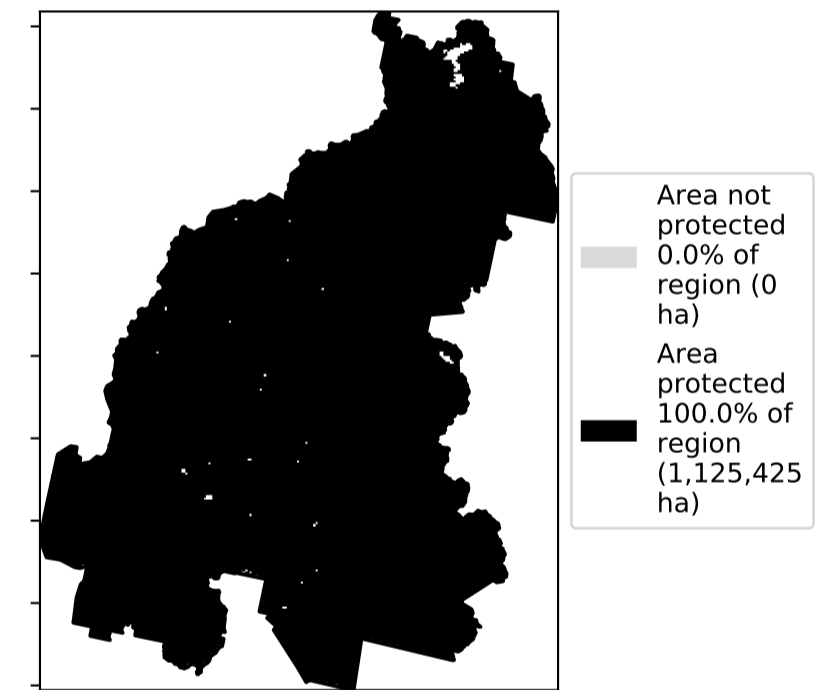 Area not
protected
0.0% of
region (0
ha)
Area
protected
100.0% of
region
(1,125,425
ha)